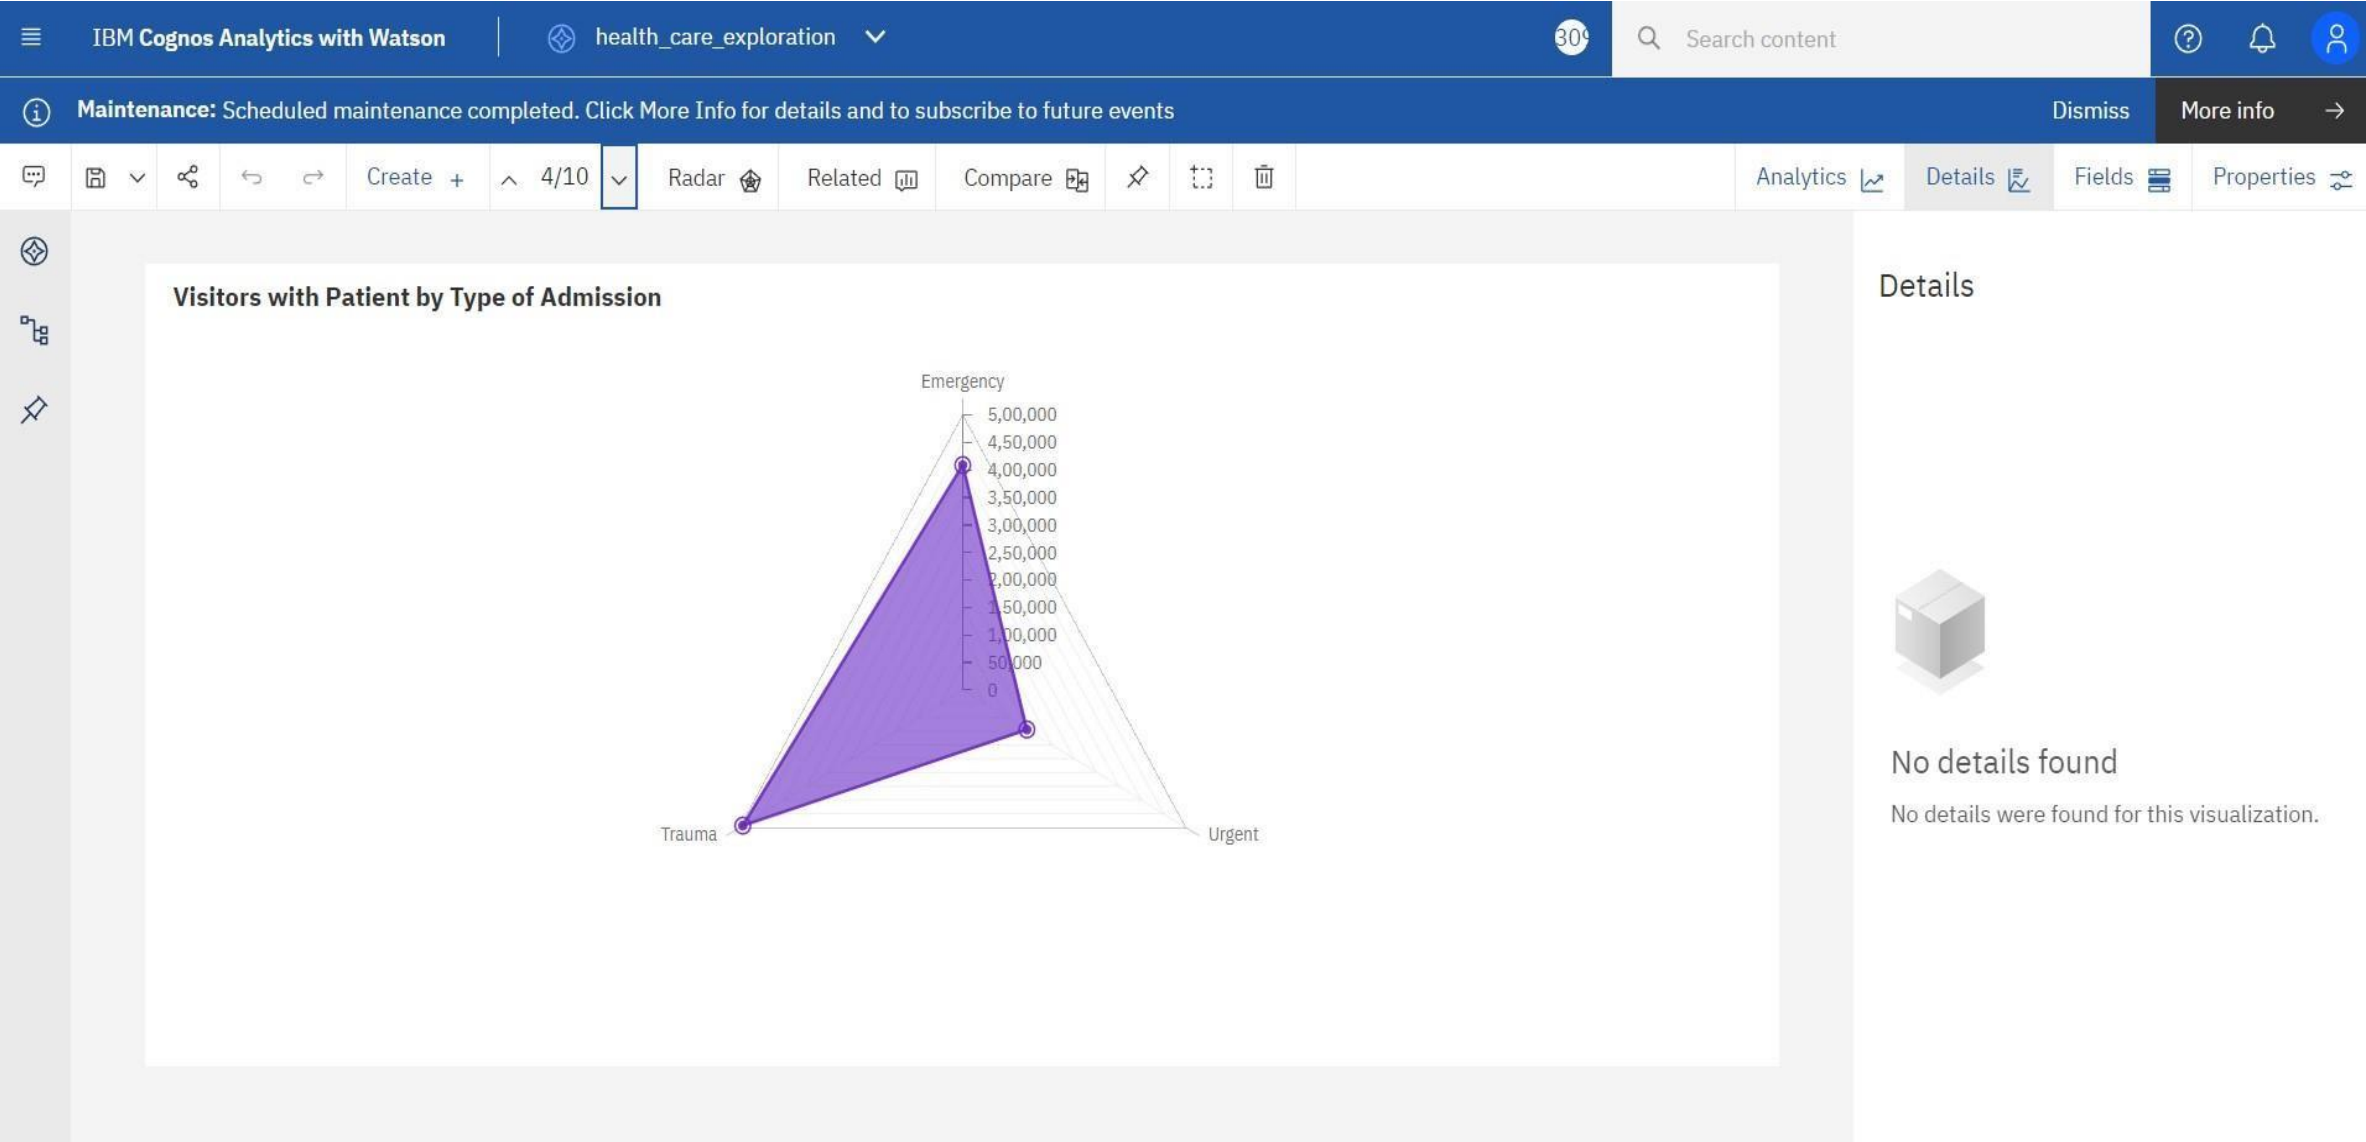 IBM Cognos Analytics with Watson
health_care_exploration
Search content
Maintenance: Scheduled maintenance completed. Click More Info for details and to subscribe to future events
Dismiss
More info
Create +
4/10
Radar
Related
Compare
Analytics
Details
Fields
Properties
Visitors with Patient by Type of Admission
Emergency
5,00,000
4,50,000
4,00,000
3,50,000
3,00,000
2,50,000
2,00,000
1,50,000
1,00,000
50,000
0
Trauma
Urgent
Details
No details found
No details were found for this visualization.